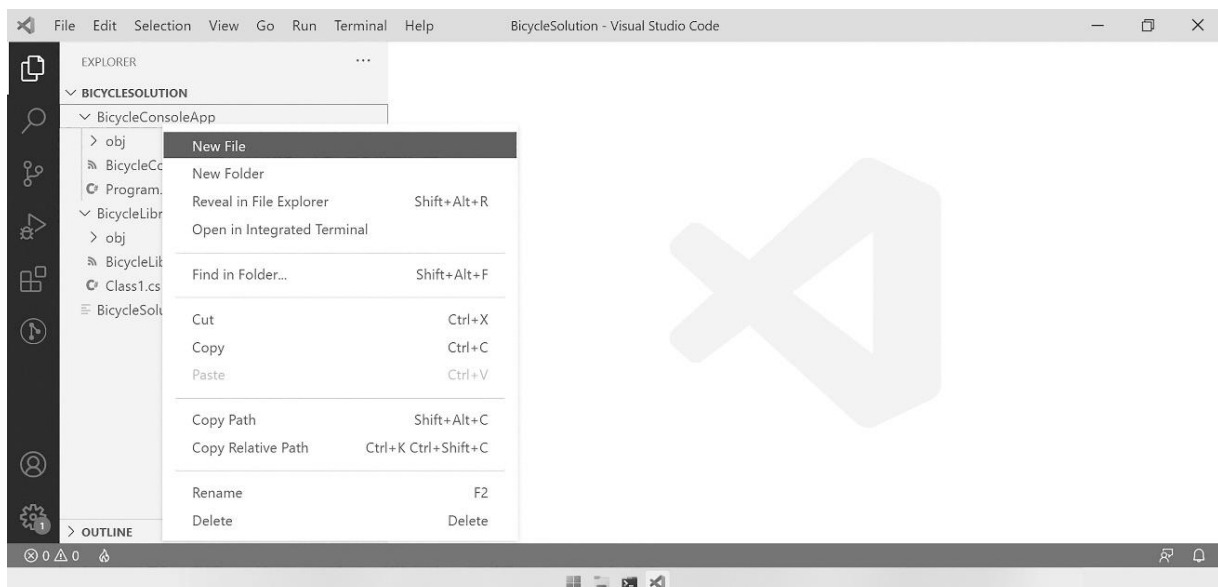 File Edit Selection View Go Run Terminal Help BicycleSolution - Visual Studio Code
EXPLORER
BICYCLESOLUTION
BicycleConsoleApp
obj
BicycleCo
Program.
BicycleLibr
obj
BicycleLib
Class1.cs
BicycleSolu
New File
New Folder
Reveal in File Explorer Shift+Alt+R
Open in Integrated Terminal
Find in Folder... Shift+Alt+F
Cut Ctrl+X
Copy Ctrl+C
Paste Ctrl+V
Copy Path Shift+Alt+C
Copy Relative Path Ctrl+K Ctrl+Shift+C
Rename F2
Delete Delete
1
OUTLINE
0 0